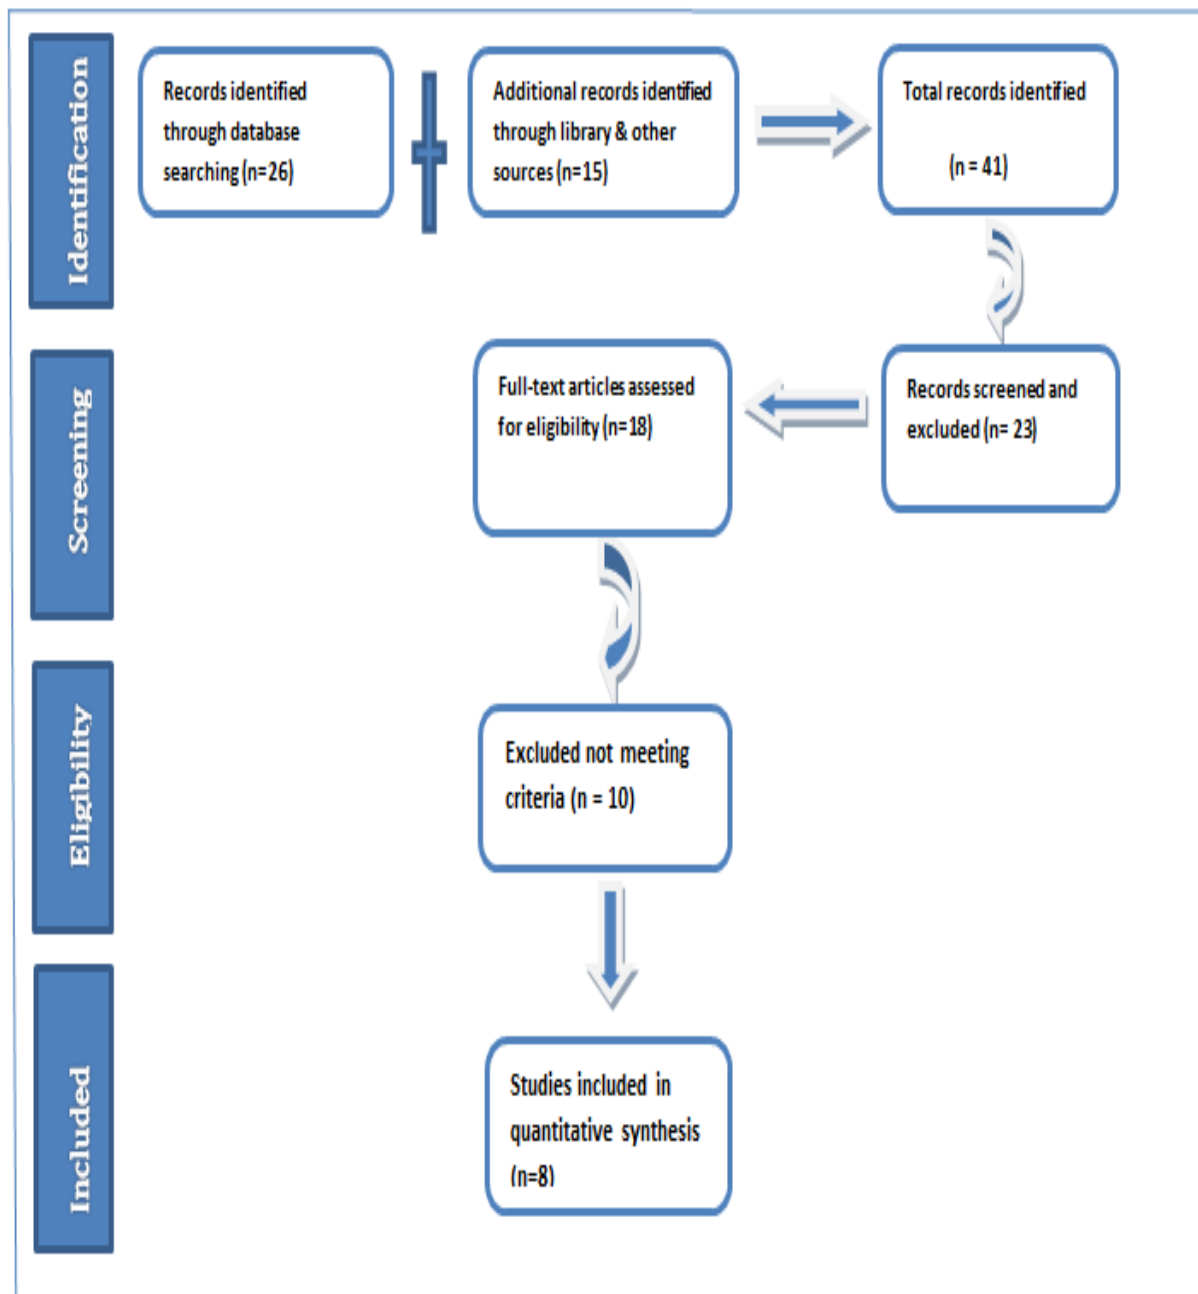 Identification
Records identified
through database
searching (n=26)
Additional records identified
through library & other
sources (n=15)
Total records identified
(n = 41)
Screening
Full-text articles assessed
for eligibility (n=18)
Records screened and
excluded (n= 23)
Eligibility
Excluded not meeting
criteria (n = 10)
Included
Studies included in
quantitative synthesis
(n=8)